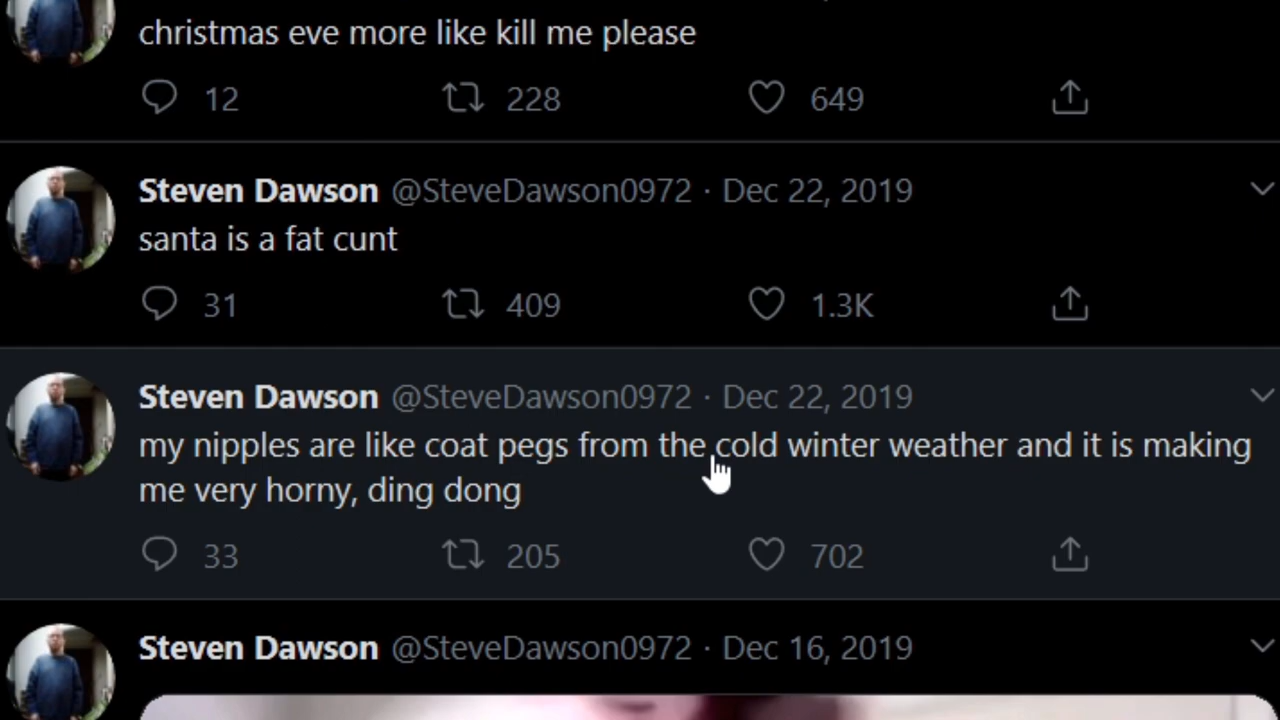 christmas eve more like kill me please
12 228 649
Steven Dawson @SteveDawson0972 · Dec 22, 2019
santa is a fat cunt
31 409 1.3K
Steven Dawson @SteveDawson0972 · Dec 22, 2019
my nipples are like coat pegs from the cold winter weather and it is making
me very horny, ding dong
33 205 702
Steven Dawson @SteveDawson0972 · Dec 16, 2019